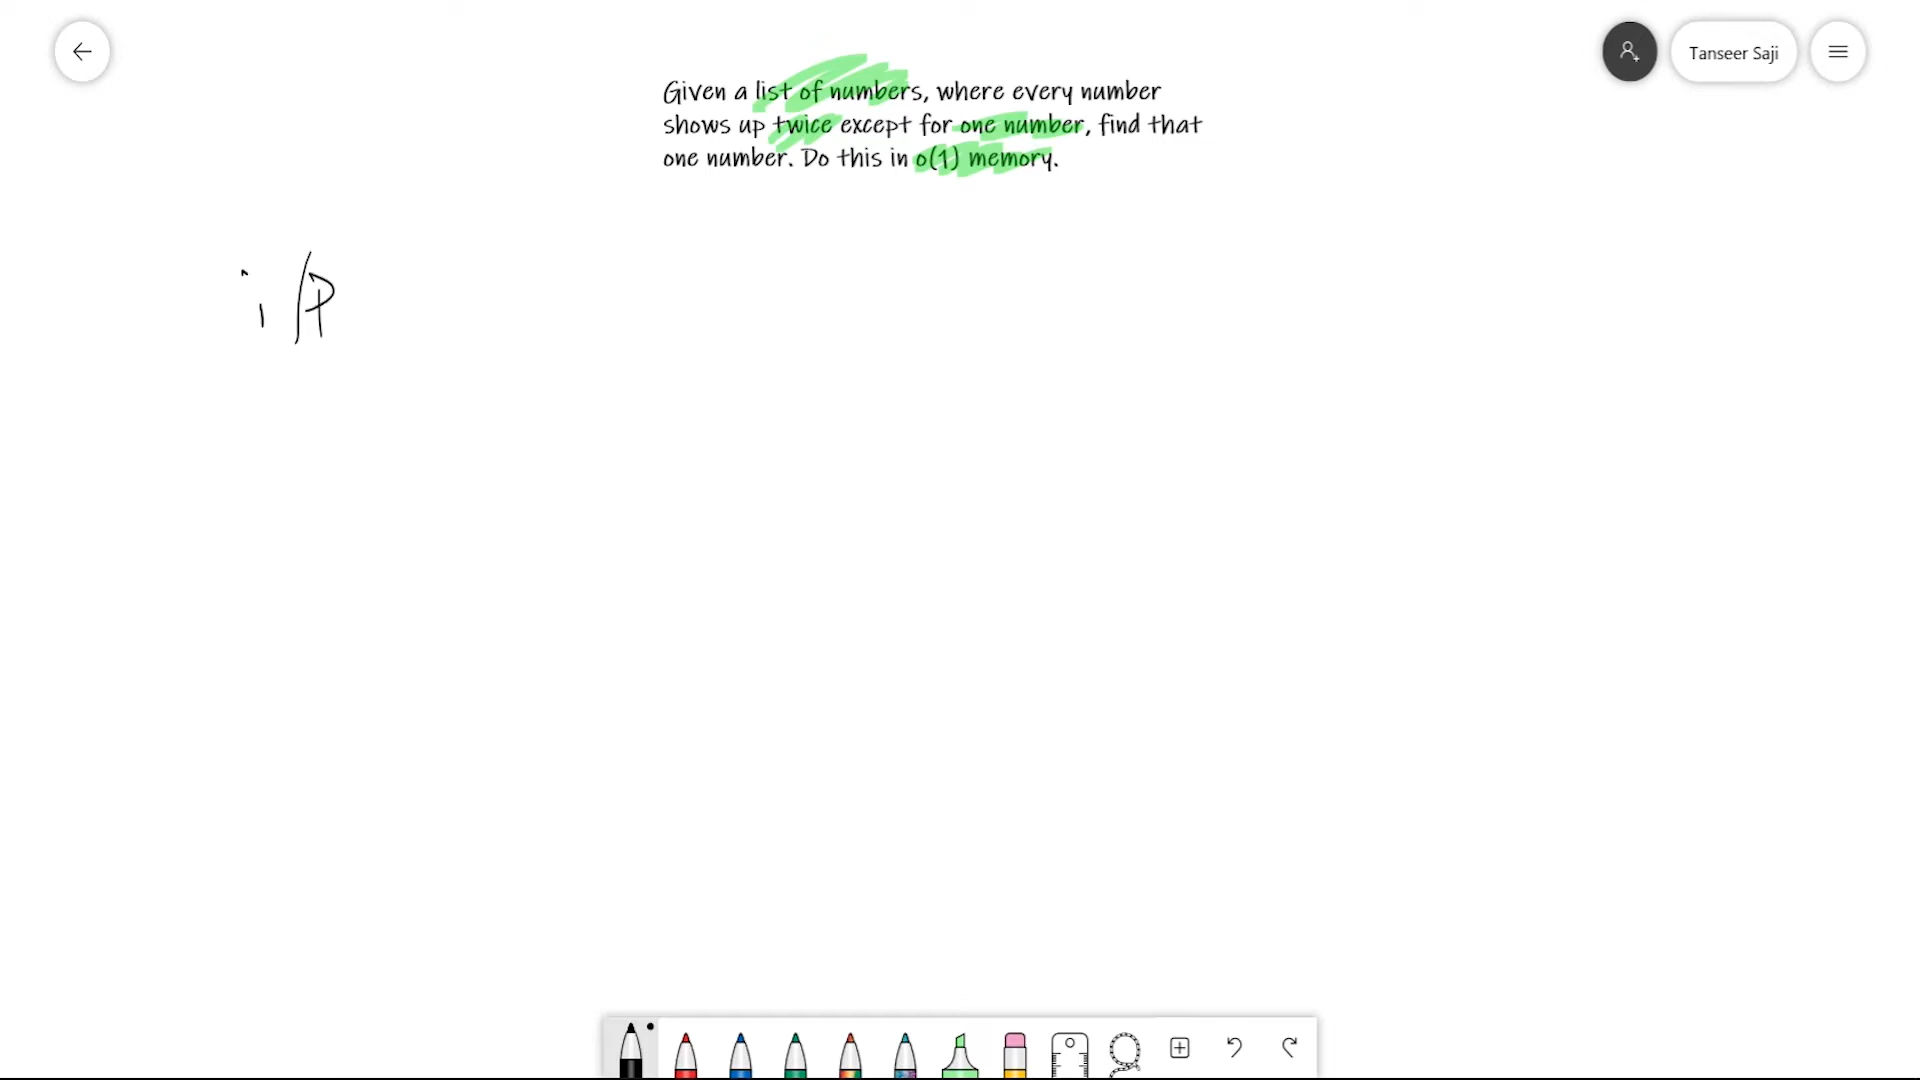 Tanseer Saji
Given a list of numbers, where every number
shows up twice except for one number, find that
one number. Do this in o(1) memory.
i/P